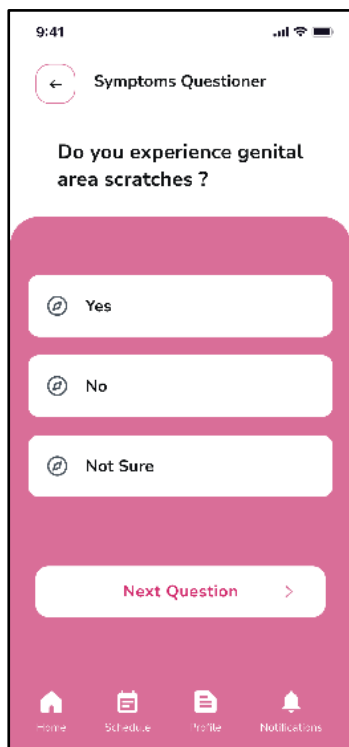 9:41
Symptoms Questioner
Do you experience genital
area scratches ?
Yes
No
Not Sure
Next Question
Home Schedule Profile Notifications